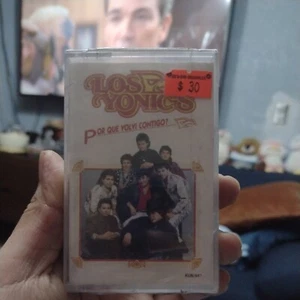 LOS
YONIC'S
$ 30
POR QUE VOLVI CONTIGO?